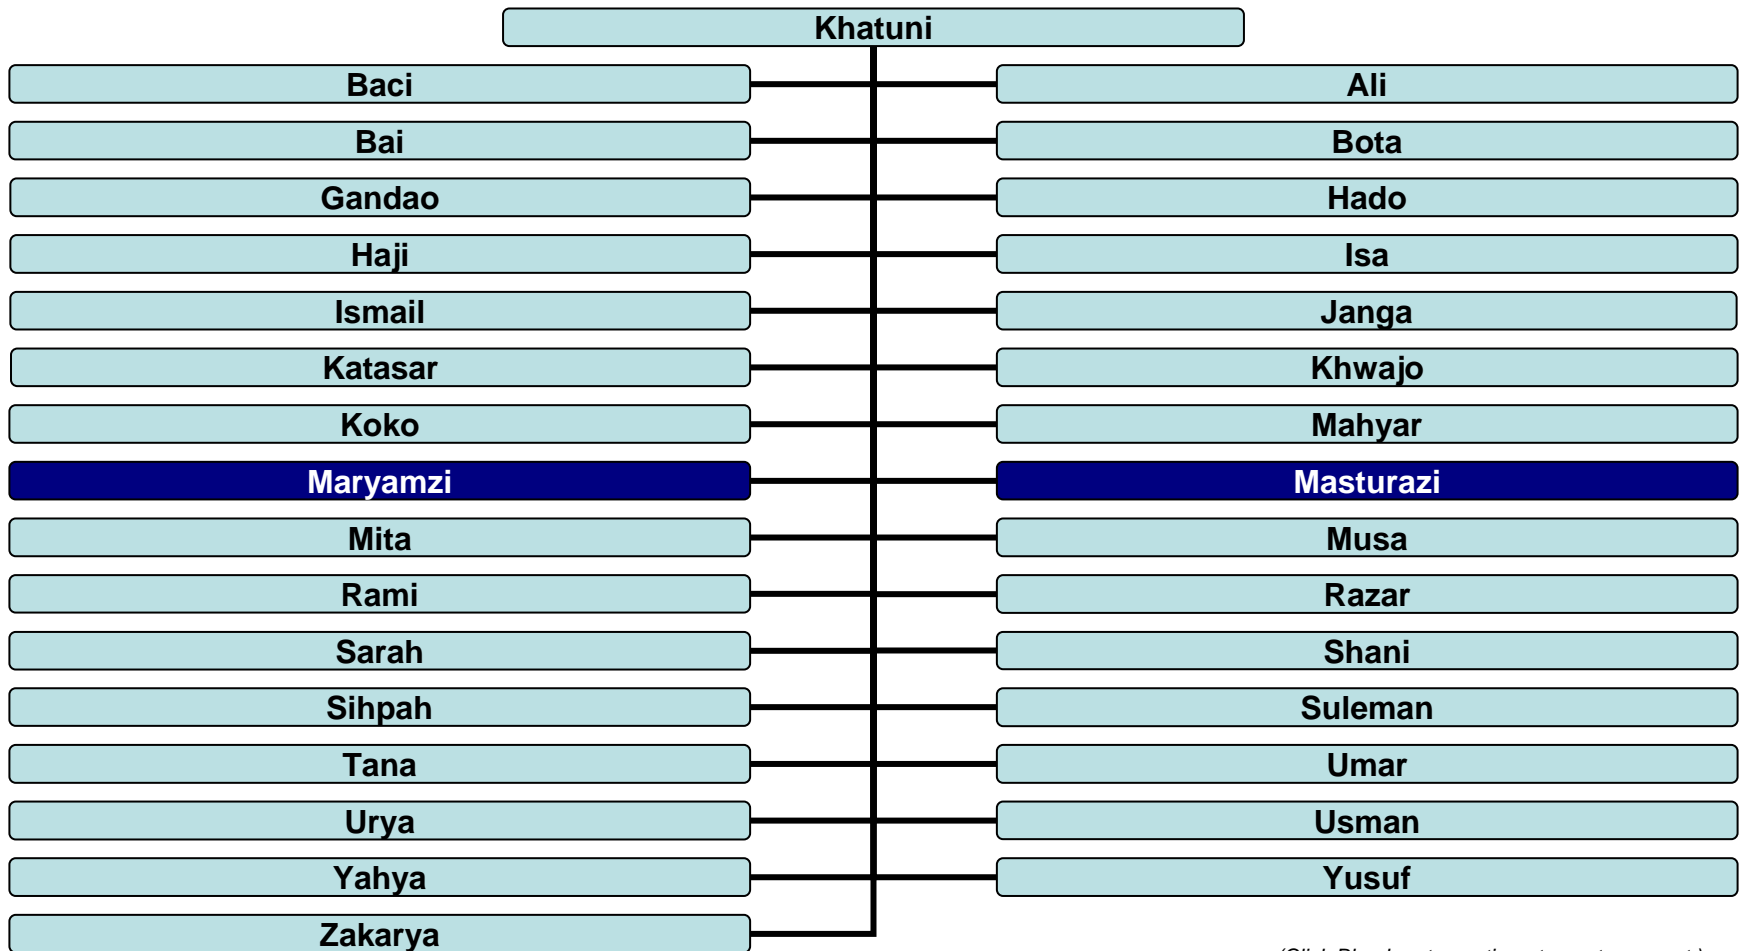 Khatuni
Baci
Ali
Bai
Bota
Gandao
Hado
Haji
Isa
Ismail
Janga
Katasar
Khwajo
Koko
Mahyar
Maryamzi
Masturazi
Mita
Musa
Rami
Razar
Sarah
Shani
Sihpah
Suleman
Tana
Umar
Urya
Usman
Yahya
Yusuf
Zakarya